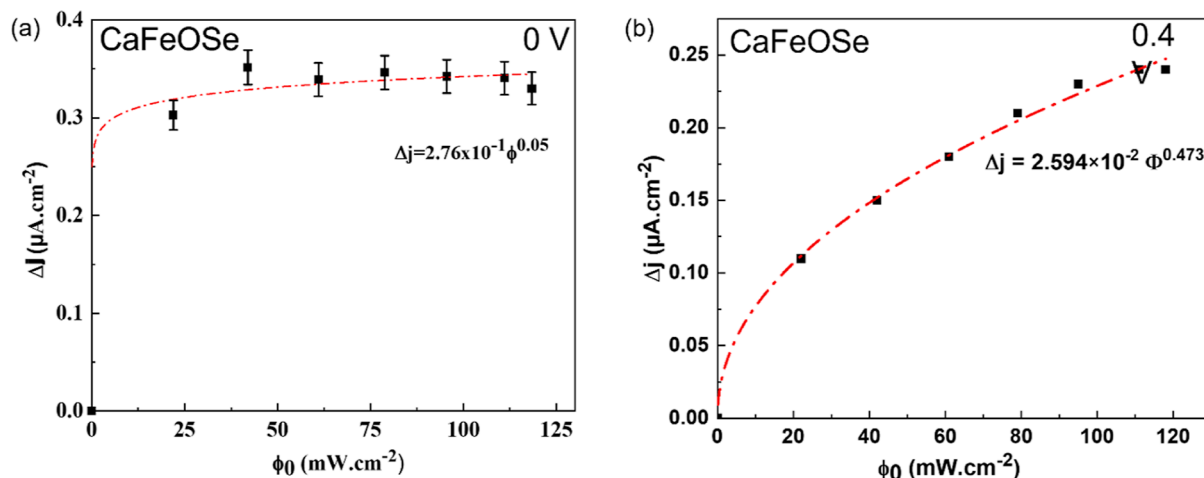 (a)
CaFeOSe
0 V
0.4
0.3
0.2
0.1
0.0
ΔJ (μA.cm⁻²)
Δj=2.76x10⁻¹ϕ⁰·⁰⁵
0 25 50 75 100 125
ϕ₀ (mW.cm⁻²)
(b)
CaFeOSe
0.4
V
0.25
0.20
0.15
0.10
0.05
0.00
Δj (μA.cm⁻²)
Δj = 2.594×10⁻² Φ⁰·⁴⁷³
0 20 40 60 80 100 120
ϕ₀ (mW.cm⁻²)